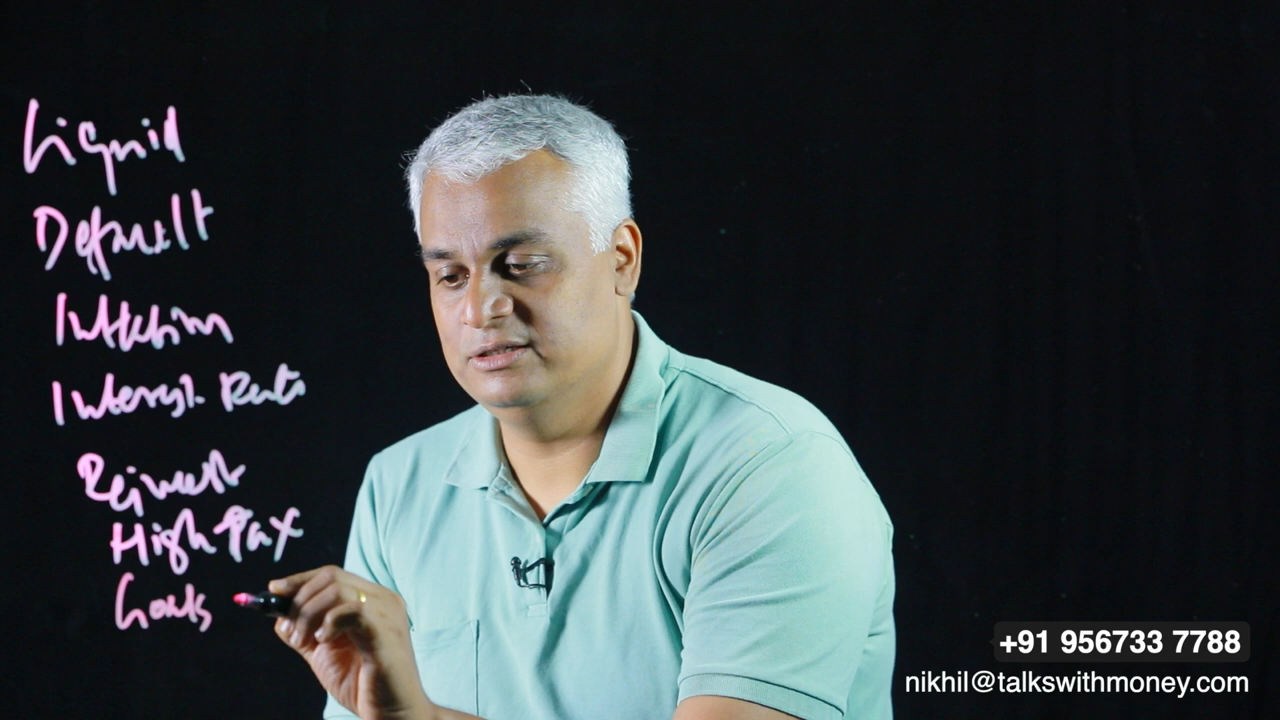 Liquid
Default
Inflation
Interest Rate
Reinvest
High Tax
Goals
+91 956733 7788
nikhil@talkswithmoney.com